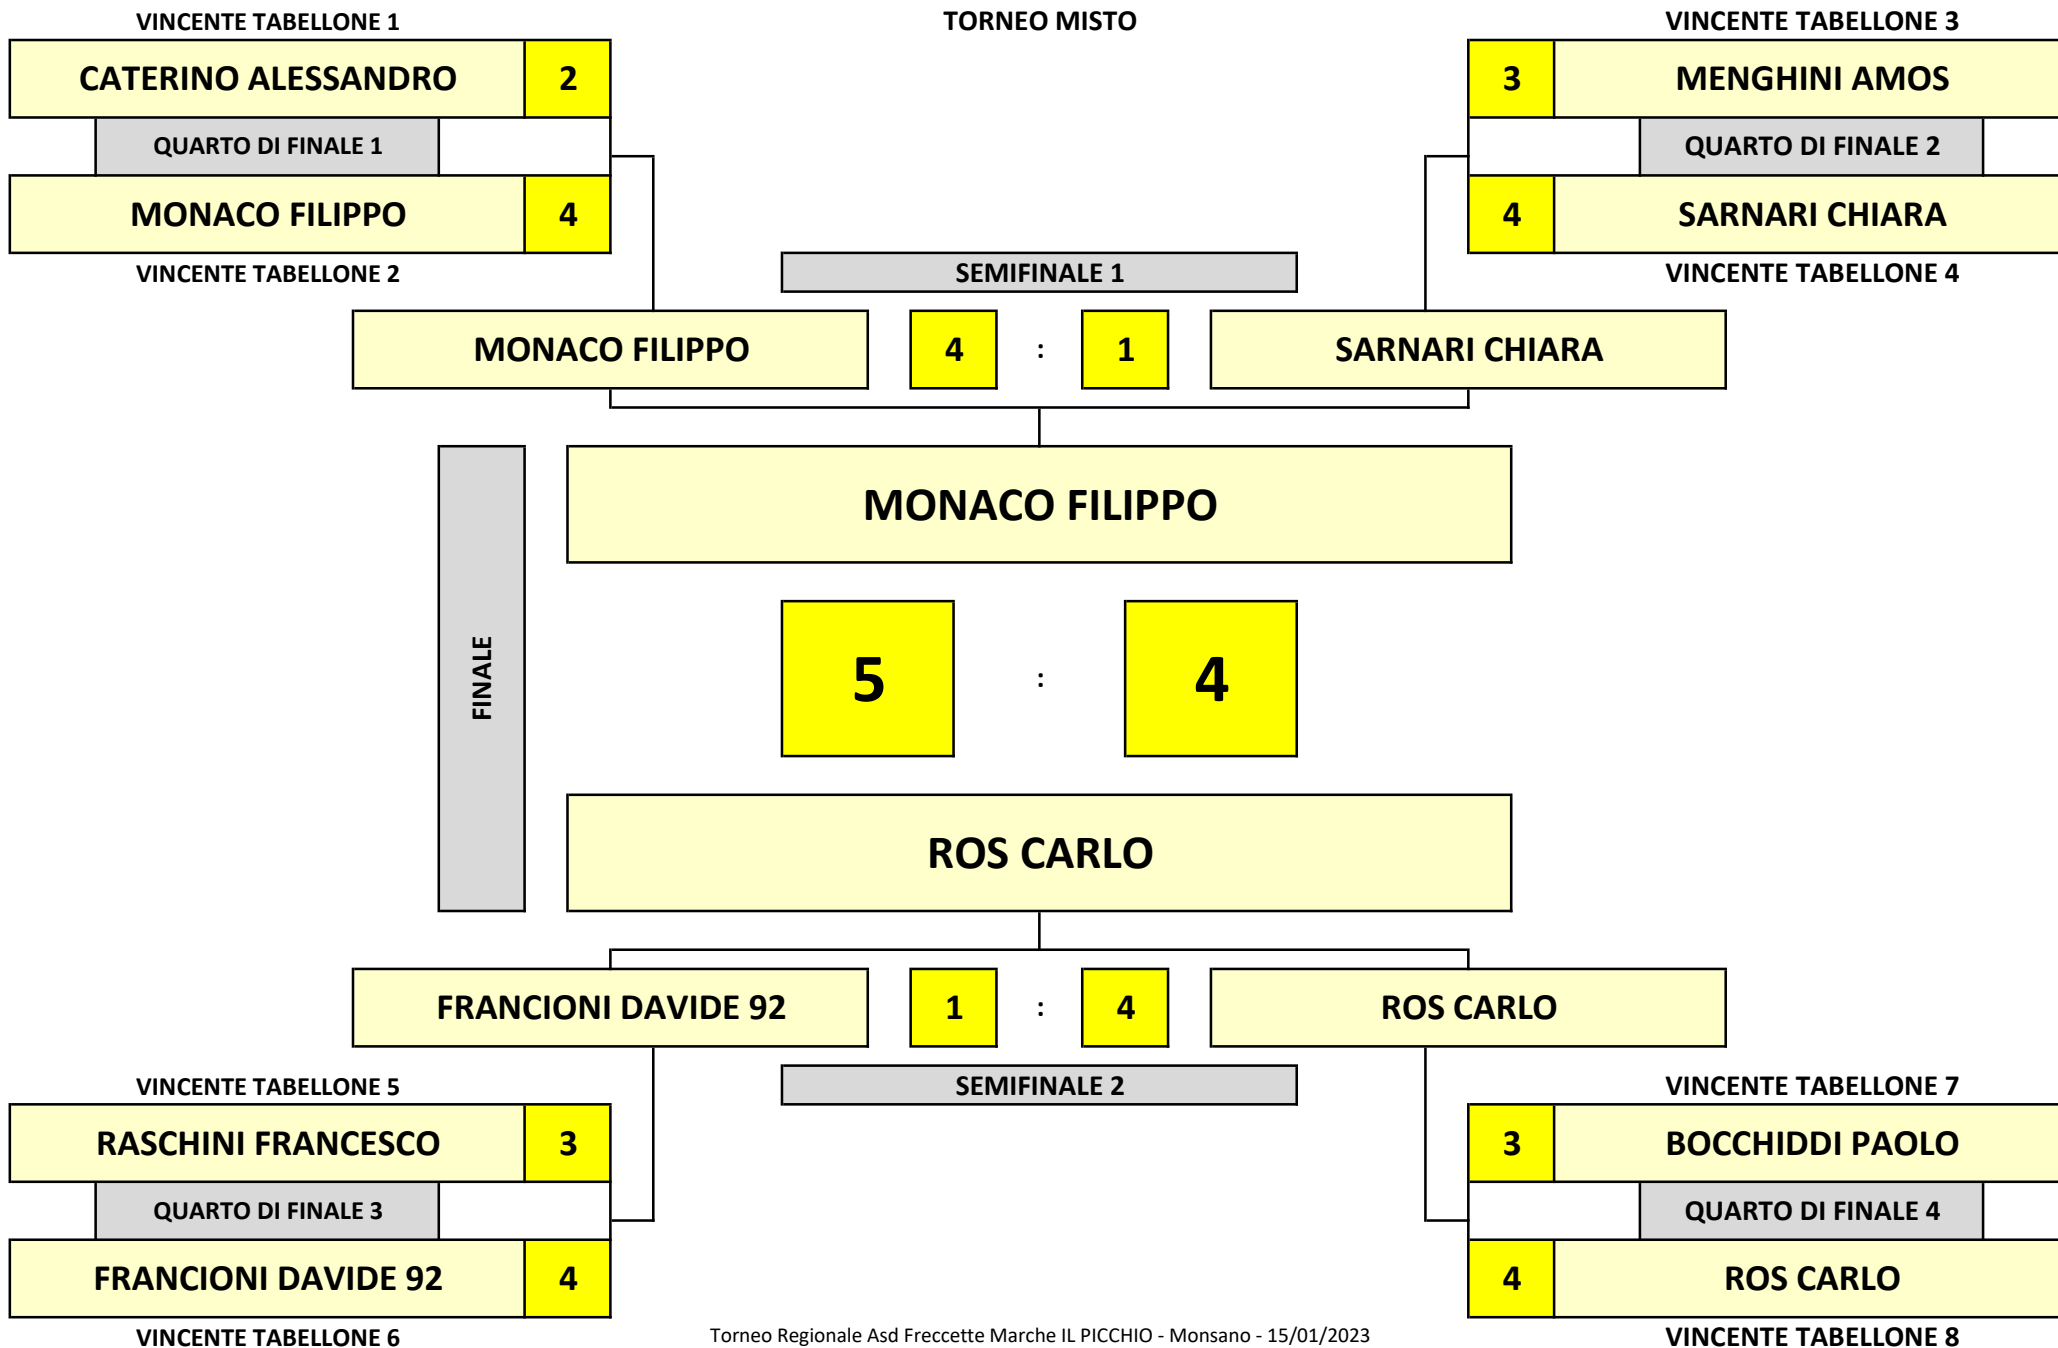 VINCENTE TABELLONE 1
TORNEO MISTO
VINCENTE TABELLONE 3
CATERINO ALESSANDRO 2
3 MENGHINI AMOS
QUARTO DI FINALE 1
QUARTO DI FINALE 2
MONACO FILIPPO 4
4 SARNARI CHIARA
VINCENTE TABELLONE 2
SEMIFINALE 1
VINCENTE TABELLONE 4
MONACO FILIPPO 4 : 1 SARNARI CHIARA
MONACO FILIPPO
FINALE
5 : 4
ROS CARLO
FRANCIONI DAVIDE 92 1 : 4 ROS CARLO
VINCENTE TABELLONE 5
SEMIFINALE 2
VINCENTE TABELLONE 7
RASCHINI FRANCESCO 3
3 BOCCHIDDI PAOLO
QUARTO DI FINALE 3
QUARTO DI FINALE 4
FRANCIONI DAVIDE 92 4
4 ROS CARLO
VINCENTE TABELLONE 6
Torneo Regionale Asd Freccette Marche IL PICCHIO - Monsano - 15/01/2023
VINCENTE TABELLONE 8